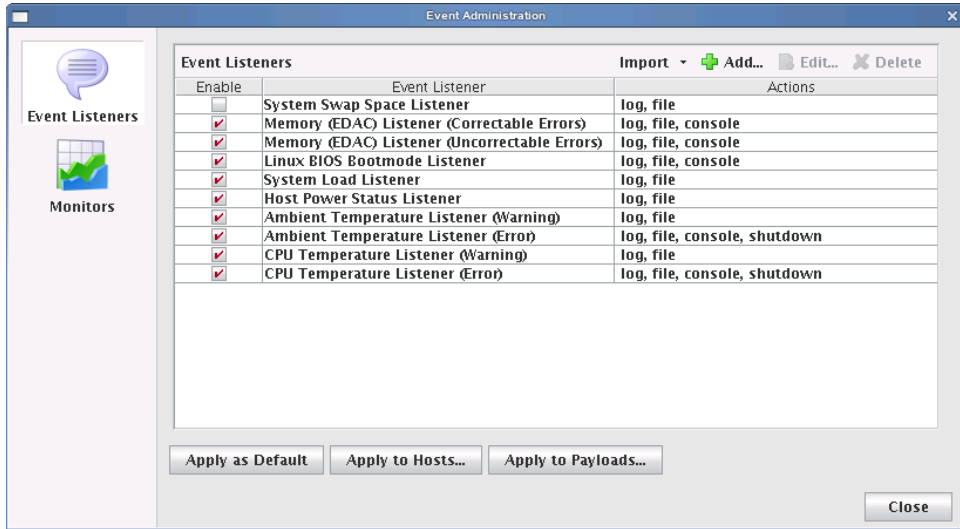 Event Administration
Event Listeners
Monitors
Event Listeners Import Add... Edit... Delete
Enable Event Listener Actions
System Swap Space Listener log, file
Memory (EDAC) Listener (Correctable Errors) log, file, console
Memory (EDAC) Listener (Uncorrectable Errors) log, file, console
Linux BIOS Bootmode Listener log, file, console
System Load Listener log, file
Host Power Status Listener log, file
Ambient Temperature Listener (Warning) log, file
Ambient Temperature Listener (Error) log, file, console, shutdown
CPU Temperature Listener (Warning) log, file
CPU Temperature Listener (Error) log, file, console, shutdown
Apply as Default Apply to Hosts... Apply to Payloads...
Close